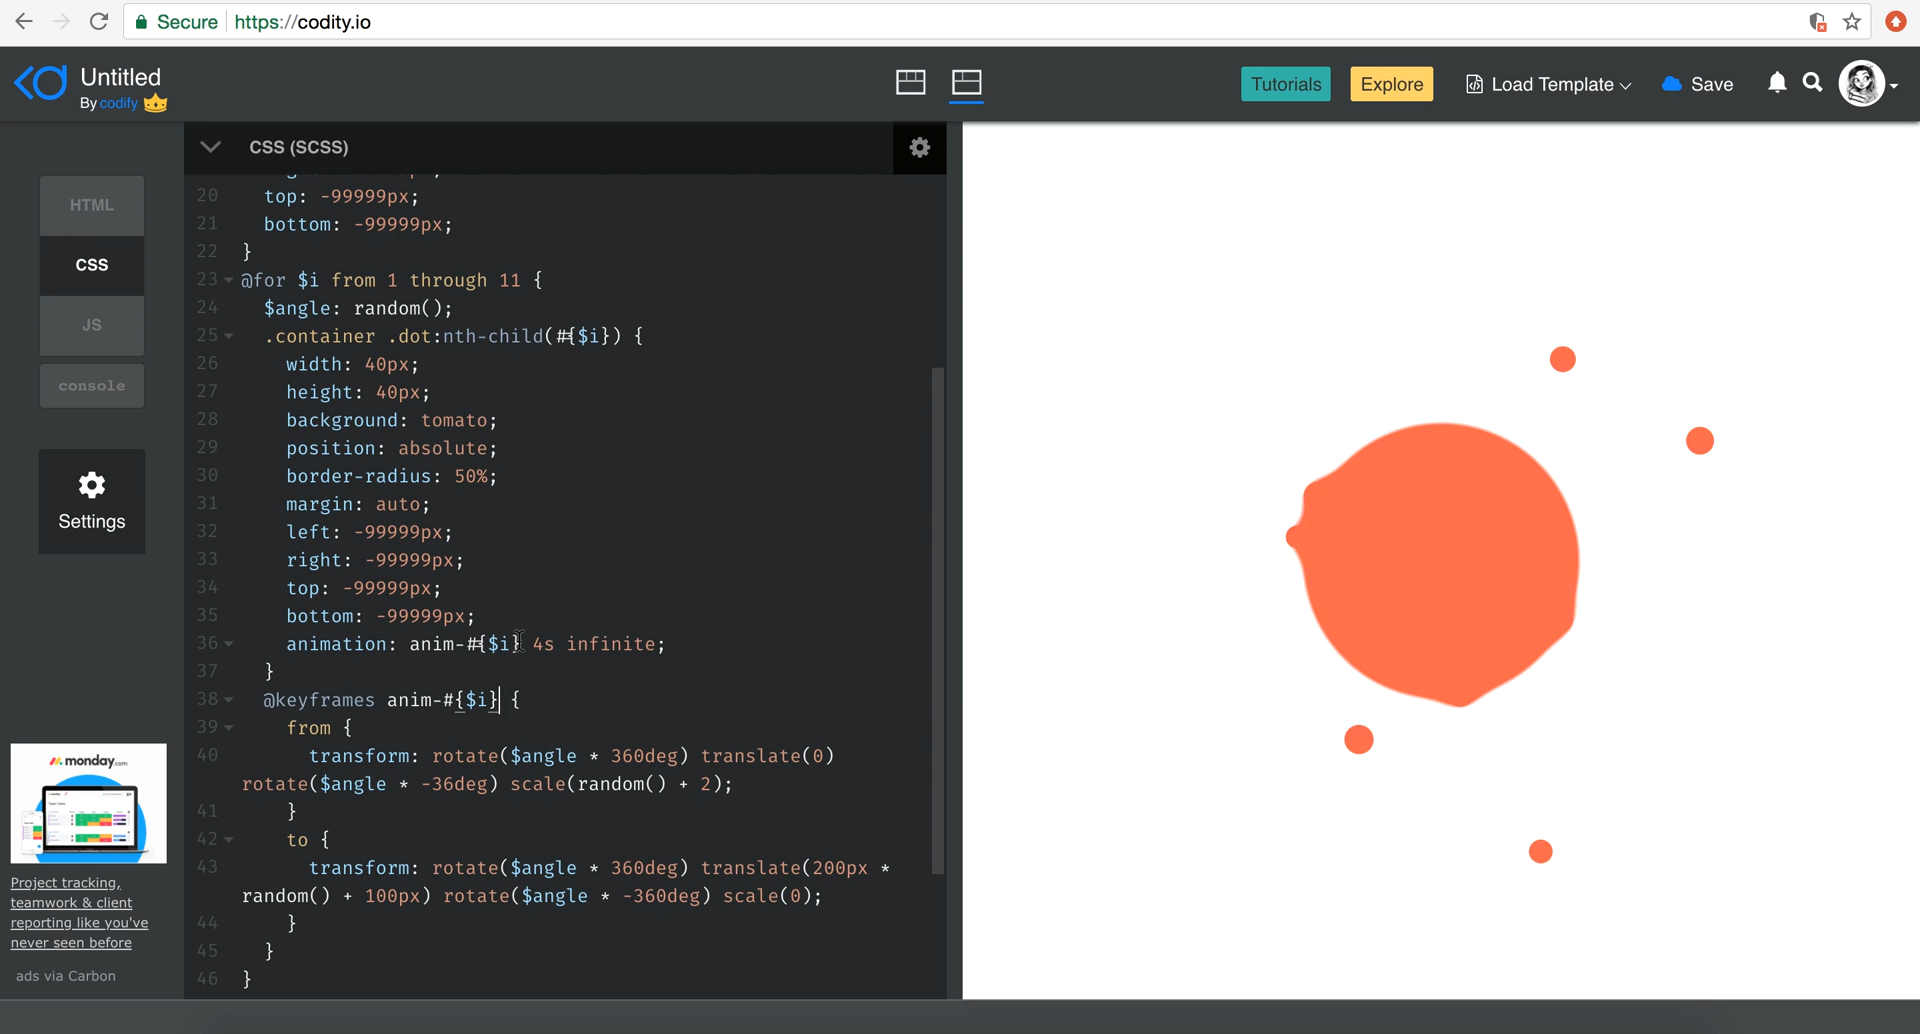 Secure https://codity.io
Untitled
By codify
Tutorials
Explore
Load Template
Save
HTML
CSS
JS
console
Settings
monday.com
Project tracking,
teamwork & client
reporting like you've
never seen before
ads via Carbon
CSS (SCSS)
20 top: -99999px;
21 bottom: -99999px;
22 }
23 @for $i from 1 through 11 {
24 $angle: random();
25 .container .dot:nth-child(#{$i}) {
26 width: 40px;
27 height: 40px;
28 background: tomato;
29 position: absolute;
30 border-radius: 50%;
31 margin: auto;
32 left: -99999px;
33 right: -99999px;
34 top: -99999px;
35 bottom: -99999px;
36 animation: anim-#{$i} 4s infinite;
37 }
38 @keyframes anim-#{$i} {
39 from {
40 transform: rotate($angle * 360deg) translate(0)
rotate($angle * -36deg) scale(random() + 2);
41 }
42 to {
43 transform: rotate($angle * 360deg) translate(200px *
random() + 100px) rotate($angle * -360deg) scale(0);
44 }
45 }
46 }